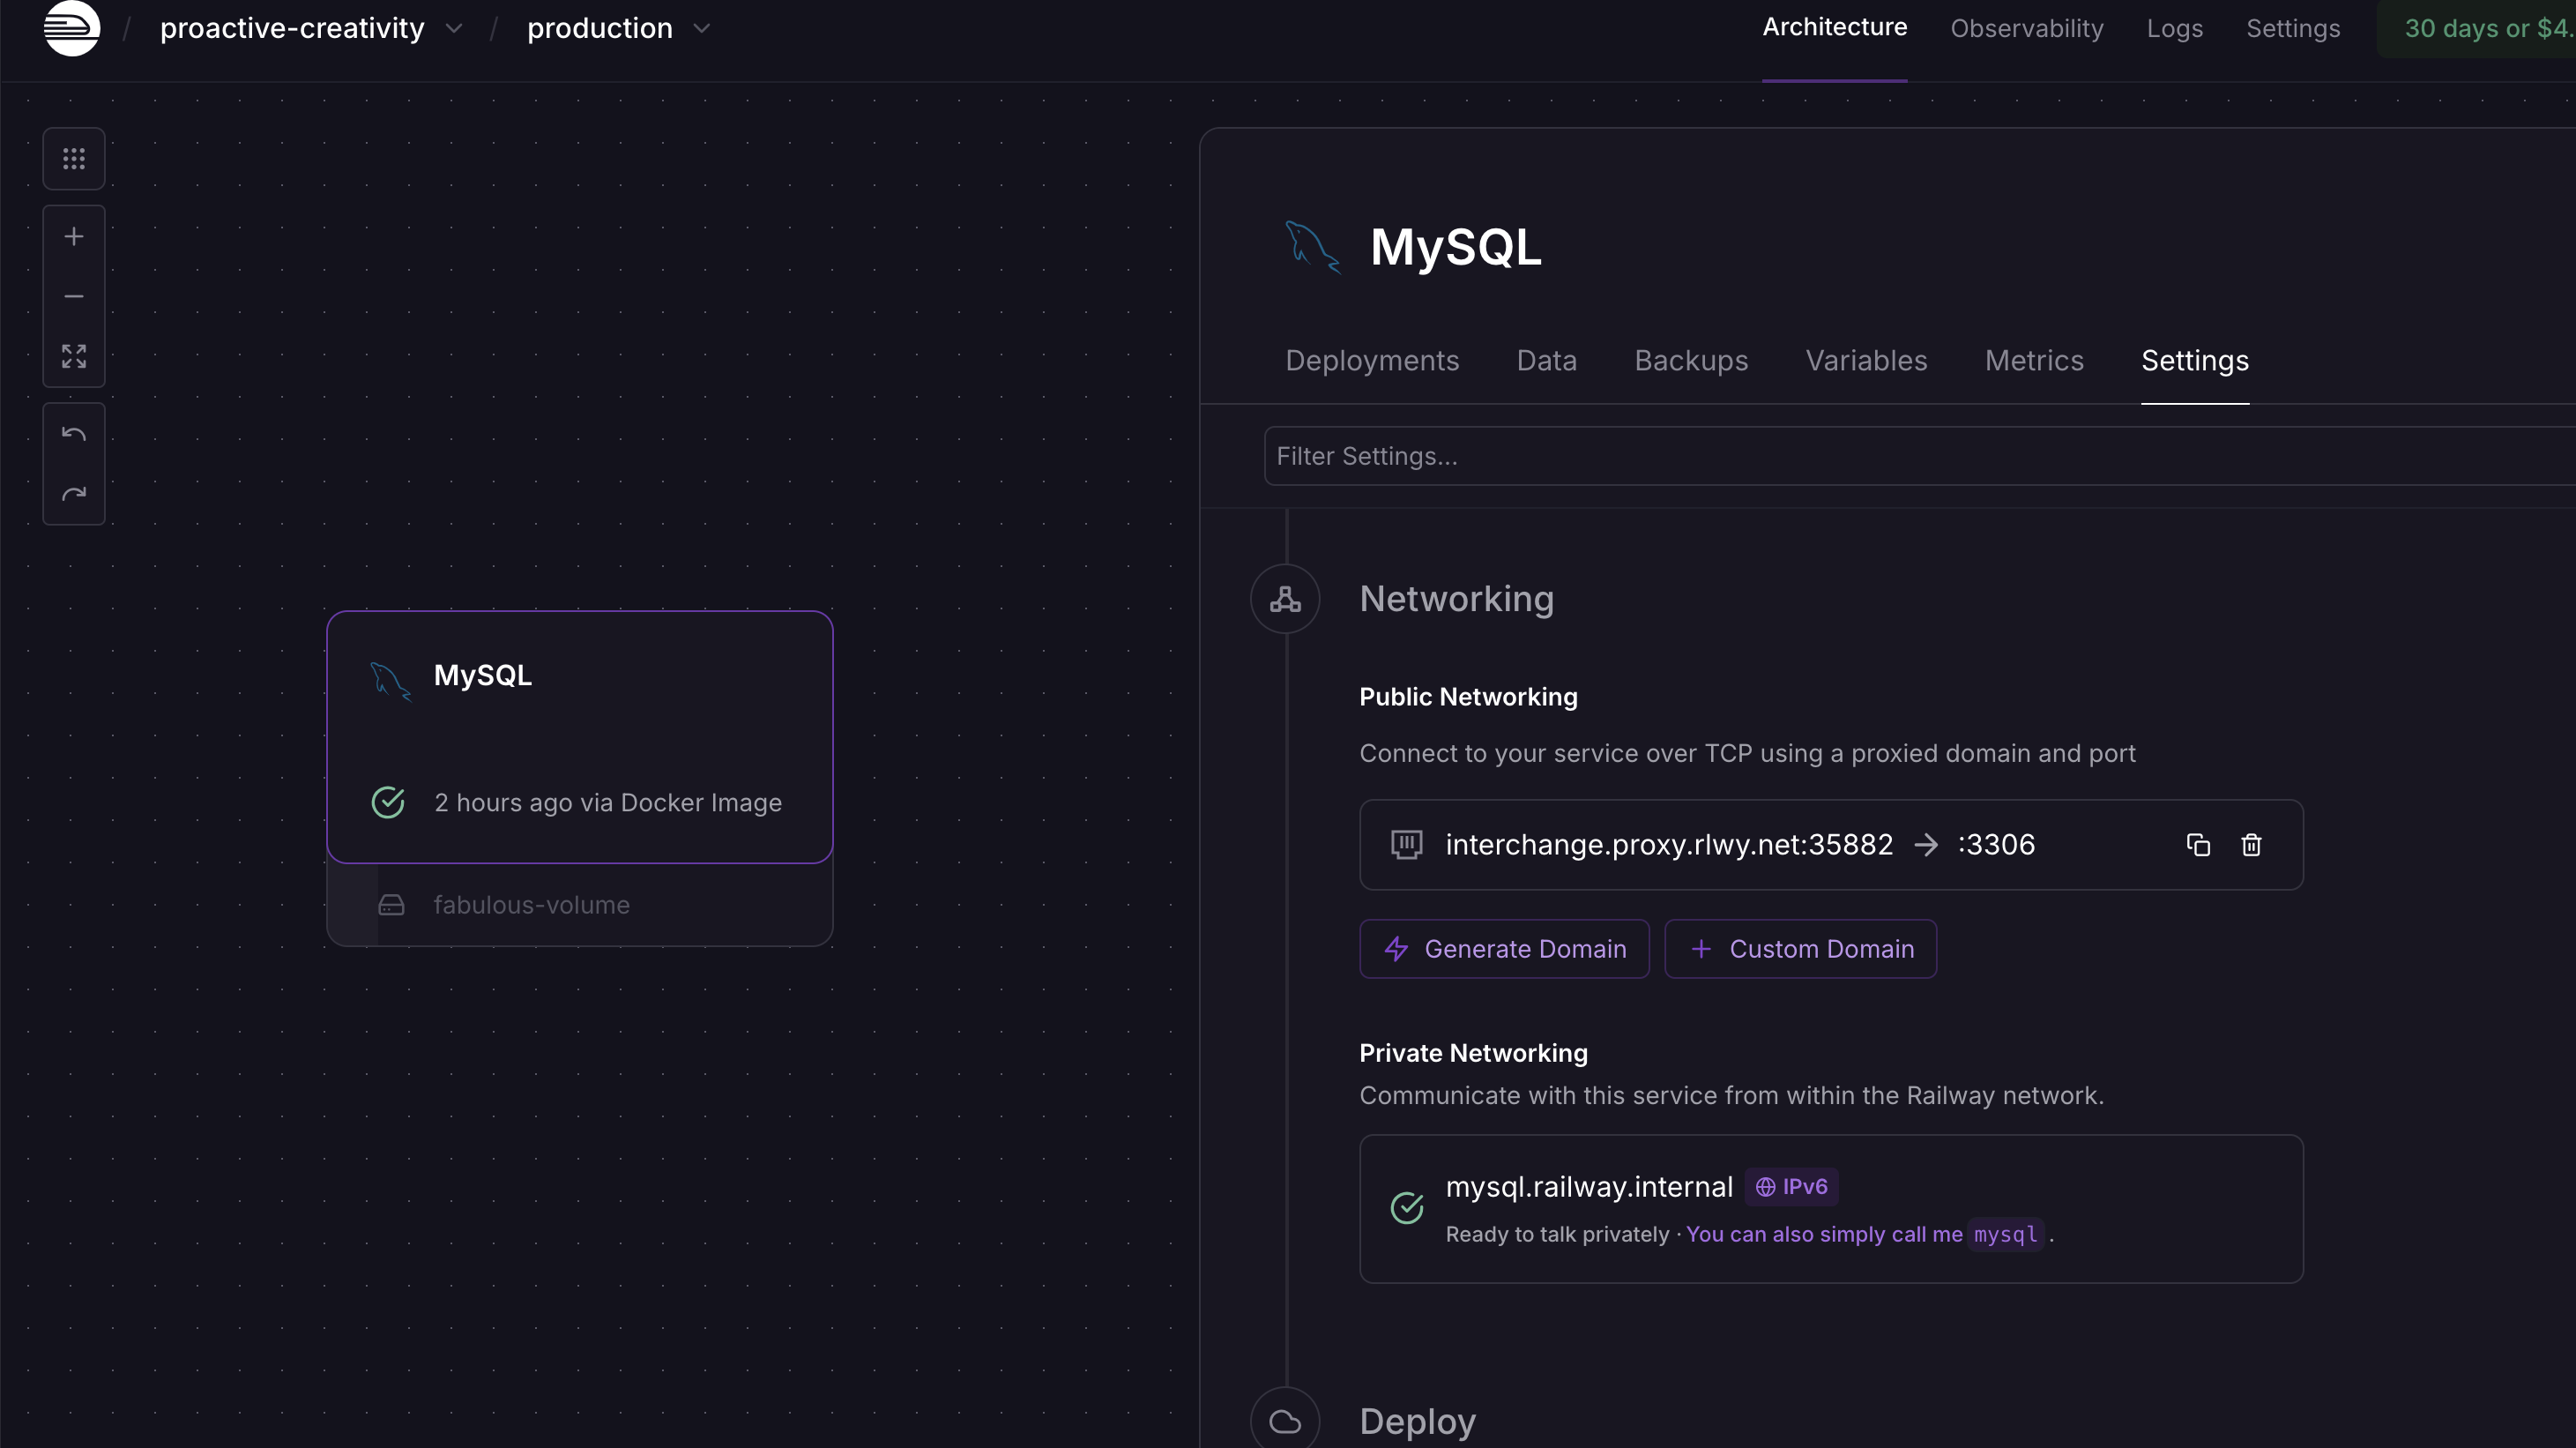 / proactive-creativity / production
Architecture Observability Logs Settings 30 days or $4.
MySQL
Deployments Data Backups Variables Metrics Settings
Filter Settings...
Networking
Public Networking
Connect to your service over TCP using a proxied domain and port
interchange.proxy.rlwy.net:35882 → :3306
Generate Domain + Custom Domain
Private Networking
Communicate with this service from within the Railway network.
mysql.railway.internal IPv6
Ready to talk privately · You can also simply call me mysql .
Deploy
MySQL
2 hours ago via Docker Image
fabulous-volume